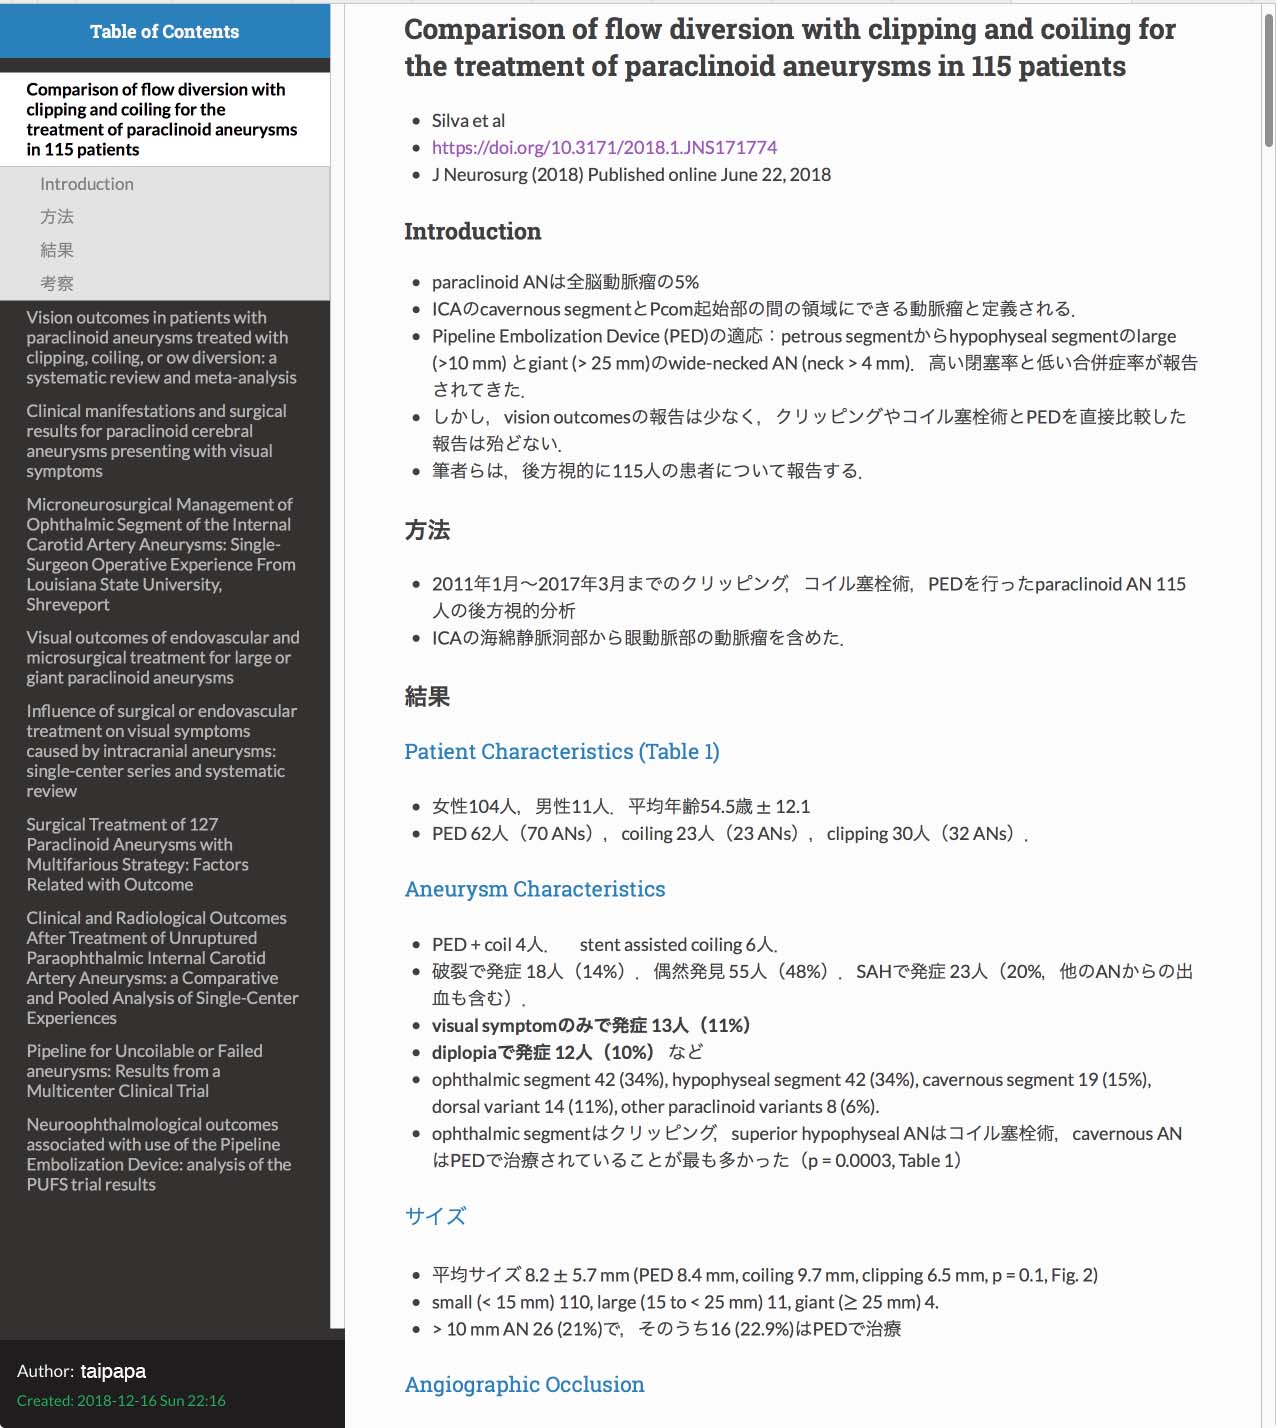 Table of Contents
Comparison of flow diversion with
clipping and coiling for the
treatment of paraclinoid aneurysms
in 115 patients
Introduction
方法
結果
考察
Vision outcomes in patients with
paraclinoid aneurysms treated with
clipping, coiling, or ow diversion: a
systematic review and meta-analysis
Clinical manifestations and surgical
results for paraclinoid cerebral
aneurysms presenting with visual
symptoms
Microneurosurgical Management of
Ophthalmic Segment of the Internal
Carotid Artery Aneurysms: Single-
Surgeon Operative Experience From
Louisiana State University,
Shreveport
Visual outcomes of endovascular and
microsurgical treatment for large or
giant paraclinoid aneurysms
Influence of surgical or endovascular
treatment on visual symptoms
caused by intracranial aneurysms:
single-center series and systematic
review
Surgical Treatment of 127
Paraclinoid Aneurysms with
Multifarious Strategy: Factors
Related with Outcome
Clinical and Radiological Outcomes
After Treatment of Unruptured
Paraophthalmic Internal Carotid
Artery Aneurysms: a Comparative
and Pooled Analysis of Single-Center
Experiences
Pipeline for Uncoilable or Failed
aneurysms: Results from a
Multicenter Clinical Trial
Neuroophthalmological outcomes
associated with use of the Pipeline
Embolization Device: analysis of the
PUFS trial results
Author: taipapa
Created: 2018-12-16 Sun 22:16
Comparison of flow diversion with clipping and coiling for
the treatment of paraclinoid aneurysms in 115 patients
• Silva et al
• https://doi.org/10.3171/2018.1.JNS171774
• J Neurosurg (2018) Published online June 22, 2018
Introduction
• paraclinoid ANは全脳動脈瘤の5%
• ICAのcavernous segmentとPcom起始部の間の領域にできる動脈瘤と定義される．
• Pipeline Embolization Device (PED)の適応：petrous segmentからhypophyseal segmentのlarge
(>10 mm) とgiant (> 25 mm)のwide-necked AN (neck > 4 mm)．高い閉塞率と低い合併症率が報告
されてきた．
• しかし，vision outcomesの報告は少なく，クリッピングやコイル塞栓術とPEDを直接比較した
報告は殆どない．
• 筆者らは，後方視的に115人の患者について報告する．
方法
• 2011年1月〜2017年3月までのクリッピング，コイル塞栓術，PEDを行ったparaclinoid AN 115
人の後方視的分析
• ICAの海綿静脈洞部から眼動脈部の動脈瘤を含めた．
結果
Patient Characteristics (Table 1)
• 女性104人，男性11人．平均年齢54.5歳 ± 12.1
• PED 62人（70 ANs），coiling 23人（23 ANs），clipping 30人（32 ANs）．
Aneurysm Characteristics
• PED + coil 4人．　stent assisted coiling 6人．
• 破裂で発症 18人（14%）．偶然発見 55人（48%）．SAHで発症 23人（20%，他のANからの出
血も含む）．
• visual symptomのみで発症 13人（11%）
• diplopiaで発症 12人（10%） など
• ophthalmic segment 42 (34%), hypophyseal segment 42 (34%), cavernous segment 19 (15%),
dorsal variant 14 (11%), other paraclinoid variants 8 (6%).
• ophthalmic segmentはクリッピング，superior hypophyseal ANはコイル塞栓術，cavernous AN
はPEDで治療されていることが最も多かった（p = 0.0003, Table 1）
サイズ
• 平均サイズ 8.2 ± 5.7 mm (PED 8.4 mm, coiling 9.7 mm, clipping 6.5 mm, p = 0.1, Fig. 2)
• small (< 15 mm) 110, large (15 to < 25 mm) 11, giant (≥ 25 mm) 4.
• > 10 mm AN 26 (21%)で，そのうち16 (22.9%)はPEDで治療
Angiographic Occlusion